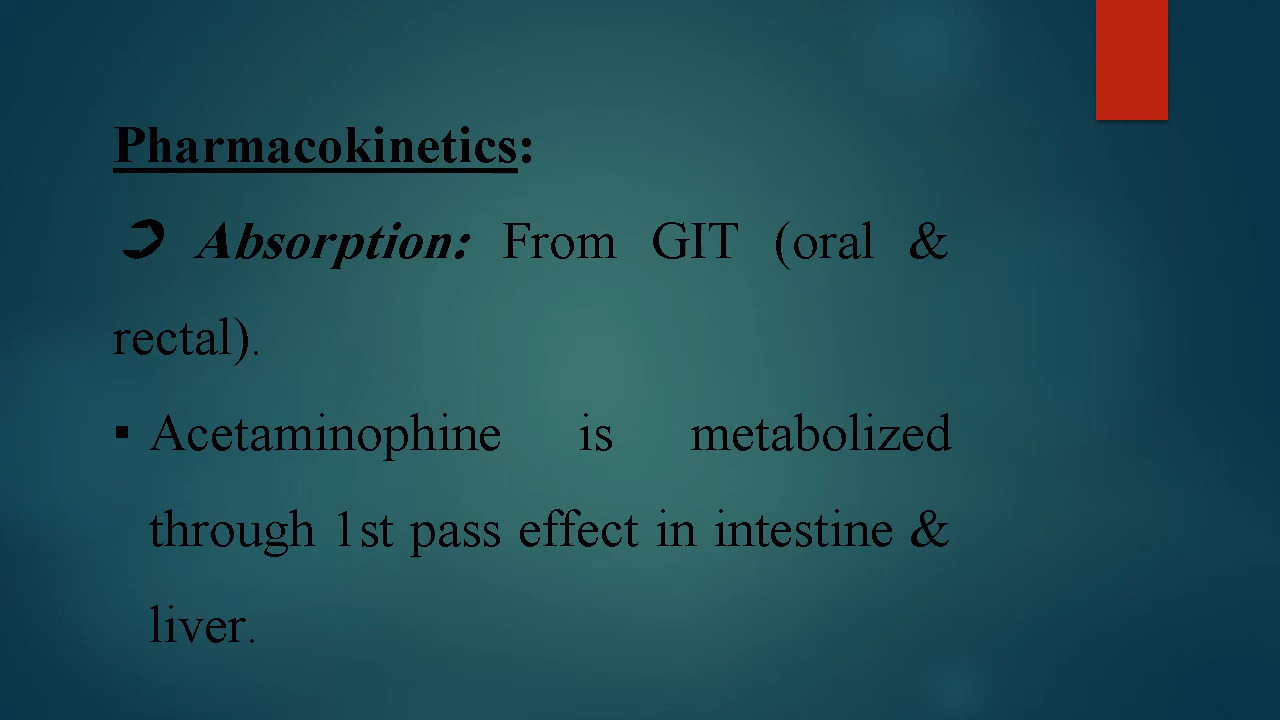 Pharmacokinetics:
➲ Absorption: From GIT (oral &
rectal).
▪ Acetaminophine is metabolized
through 1st pass effect in intestine &
liver.